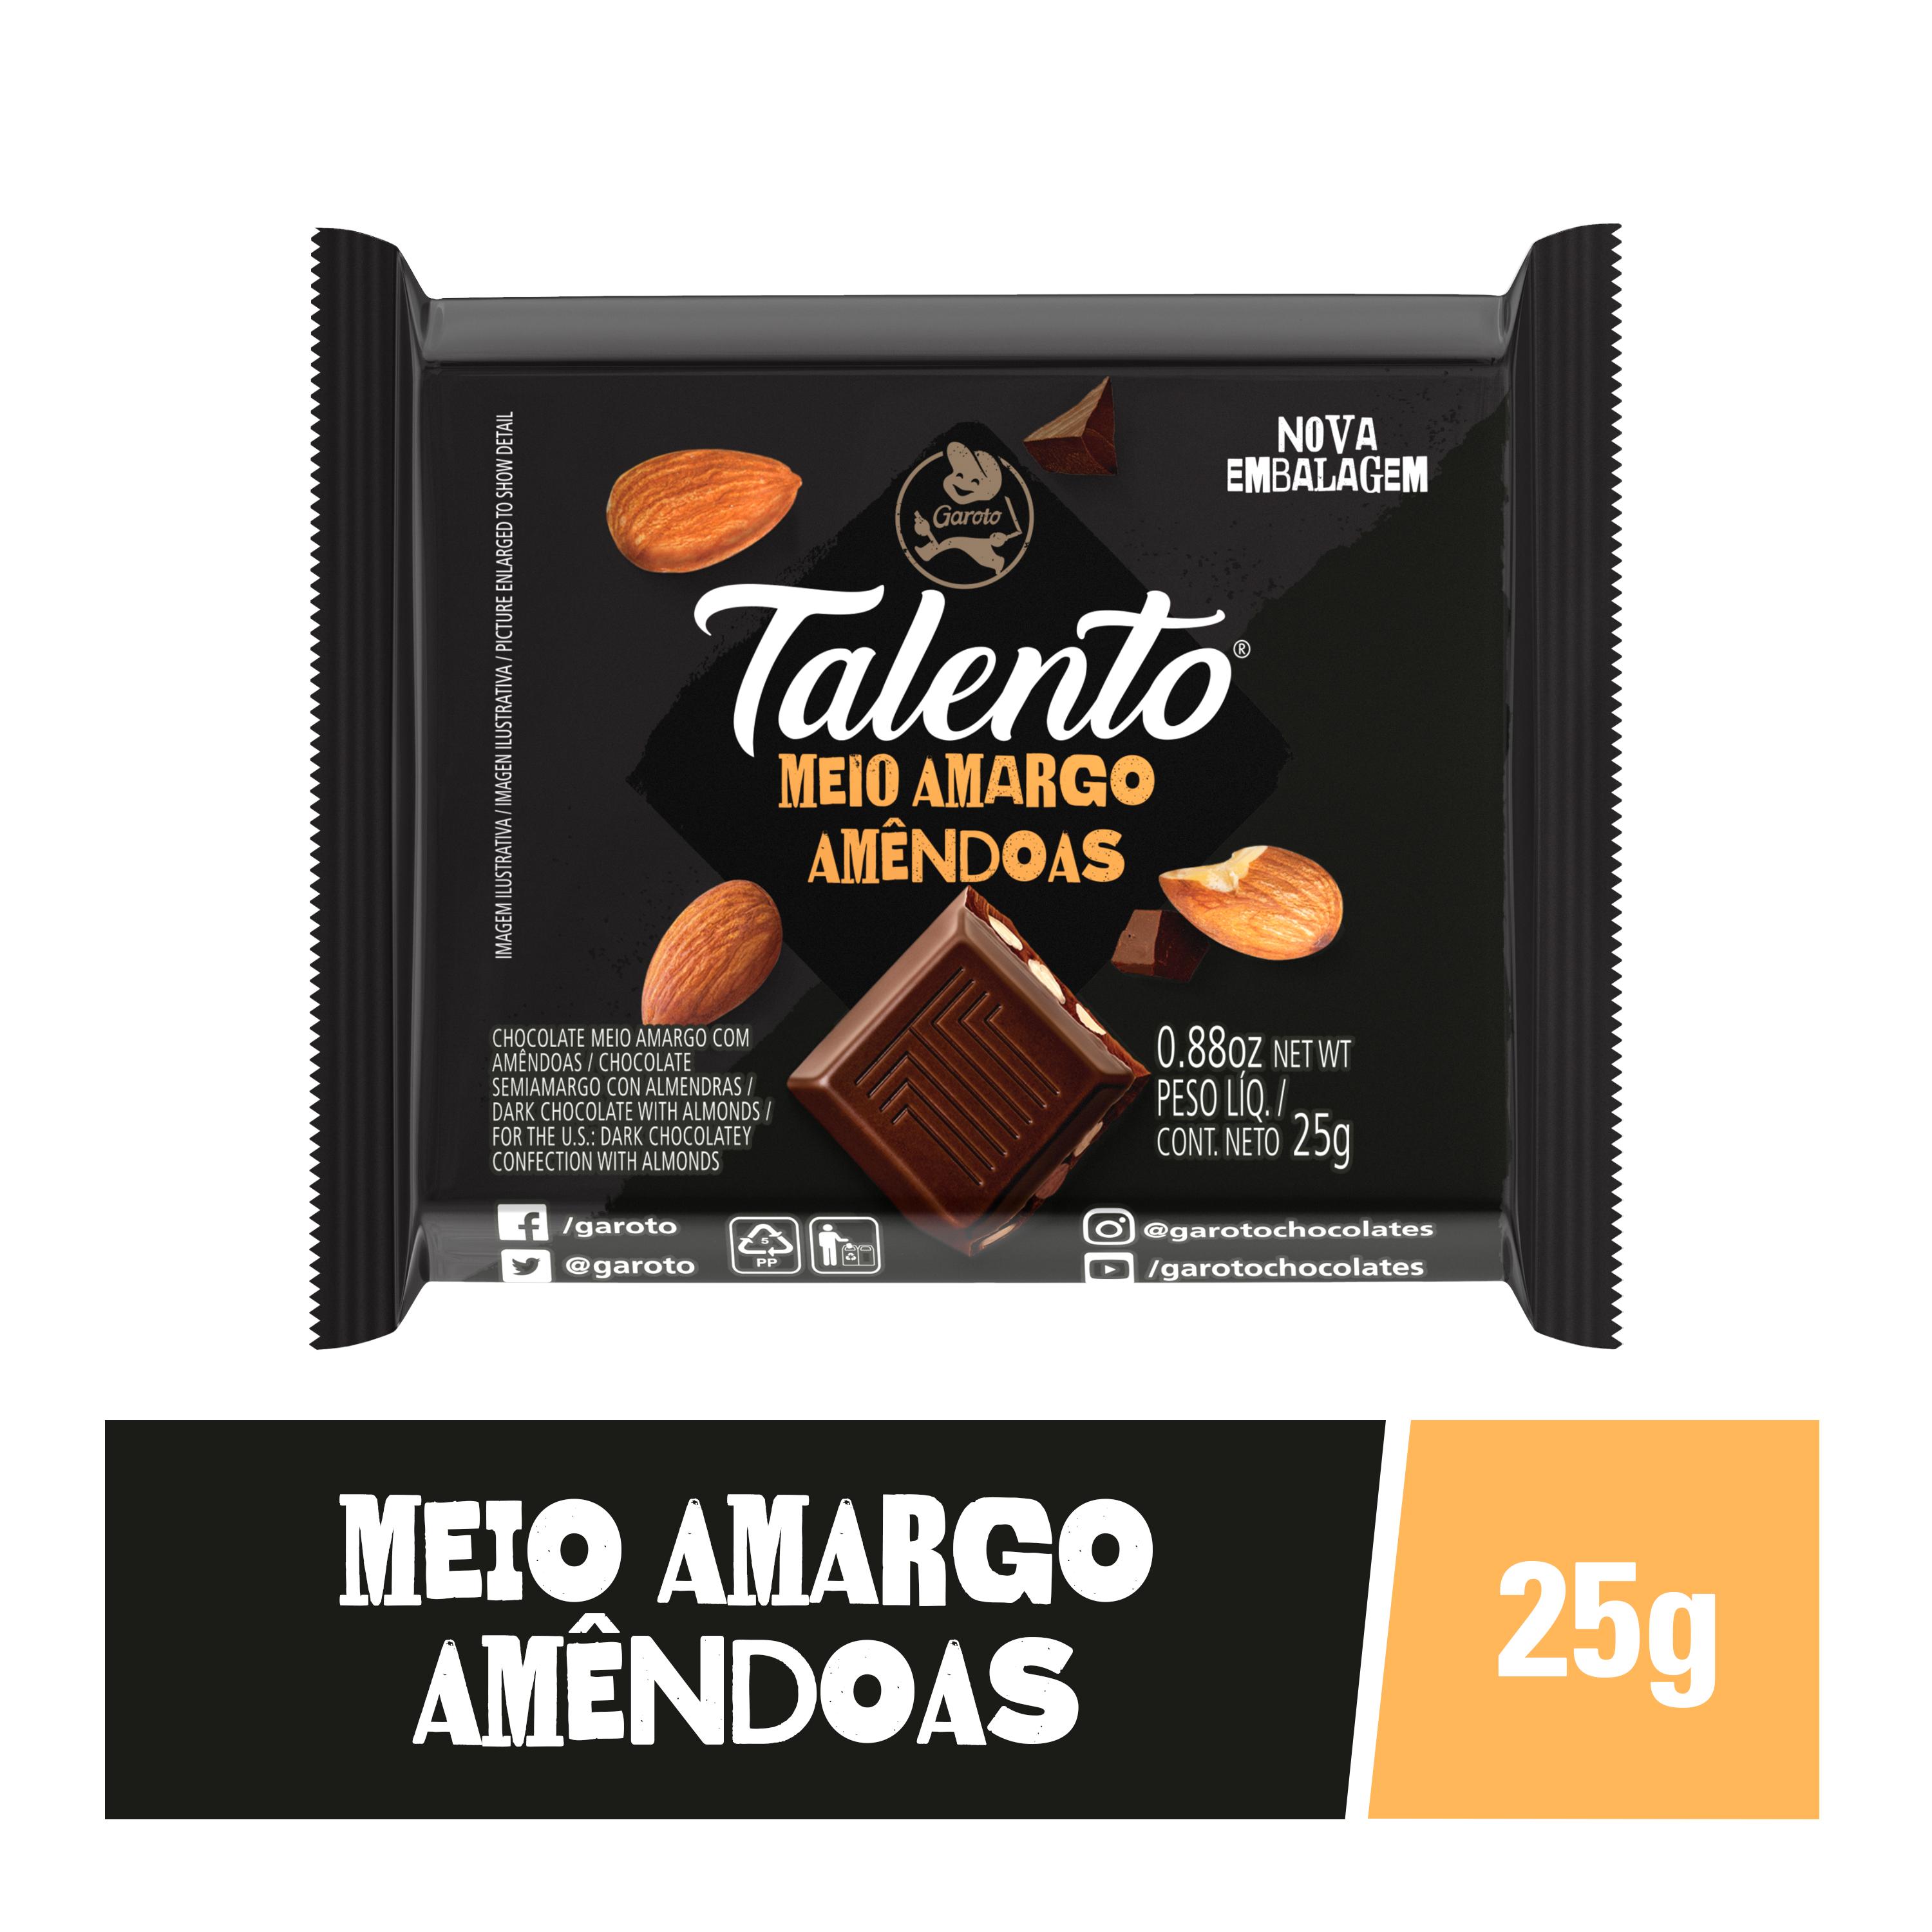 IMAGEM ILUSTRATIVA / IMAGEN ILUSTRATIVA / PICTURE ENLARGED TO SHOW DETAIL
NOVA
EMBALAGEM
Garoto
Talento®
MEIO AMARGO
AMÊNDOAS
CHOCOLATE MEIO AMARGO COM
AMÊNDOAS / CHOCOLATE
SEMIAMARGO CON ALMENDRAS /
DARK CHOCOLATE WITH ALMONDS /
FOR THE U.S.: DARK CHOCOLATEY
CONFECTION WITH ALMONDS
0.88oz NET WT
PESO LÍQ. /
CONT. NETO 25g
/garoto
@garoto
5
PP
@garotochocolates
/garotochocolates
MEIO AMARGO
AMÊNDOAS
25g